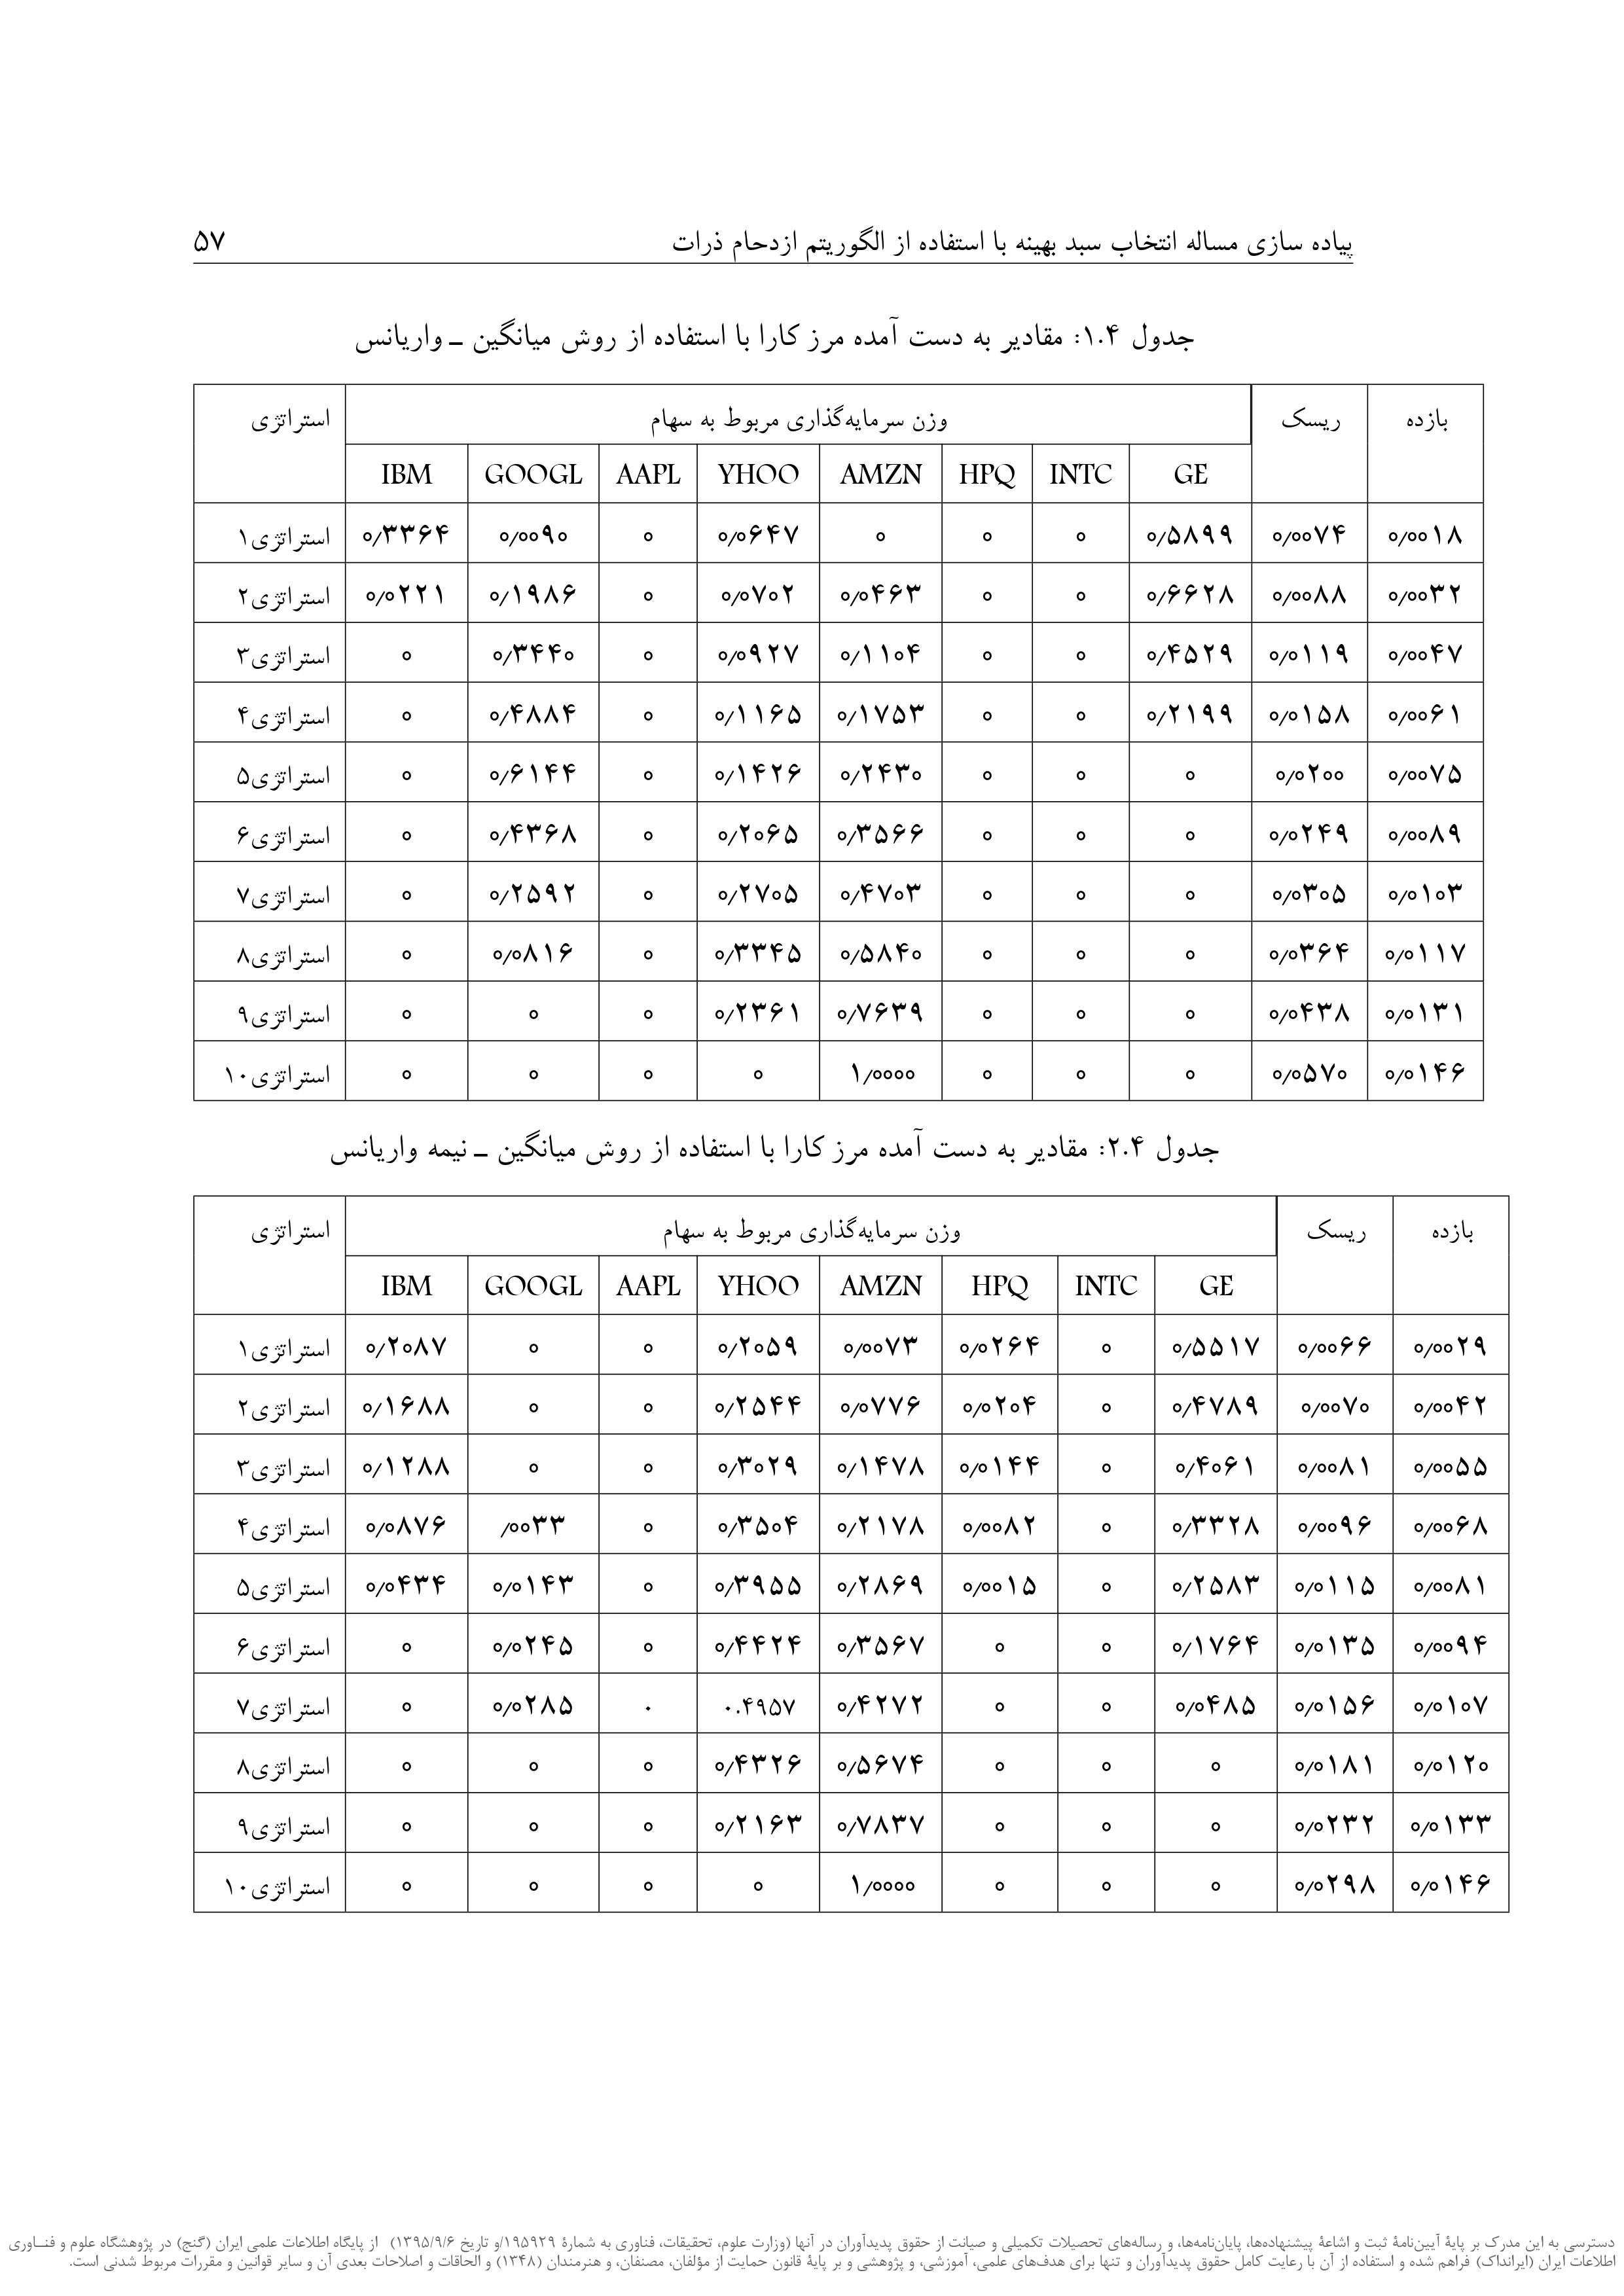 پیاده سازی مساله انتخاب سبد بهینه با استفاده از الگوریتم ازدحام ذرات ۵۷
جدول ۱.۴: مقادیر به دست آمده مرز کارا با استفاده از روش میانگین ــ واریانس
استراتژی وزن سرمایه‌گذاری مربوط به سهام ریسک بازده
IBM GOOGL AAPL YHOO AMZN HPQ INTC GE
استراتژی۱ ۰٫۳۳۶۴ ۰٫۰۰۹۰ ۰ ۰٫۰۶۴۷ ۰ ۰ ۰ ۰٫۵۸۹۹ ۰٫۰۰۷۴ ۰٫۰۰۱۸
استراتژی۲ ۰٫۰۲۲۱ ۰٫۱۹۸۶ ۰ ۰٫۰۷۰۲ ۰٫۰۴۶۳ ۰ ۰ ۰٫۶۶۲۸ ۰٫۰۰۸۸ ۰٫۰۰۳۲
استراتژی۳ ۰ ۰٫۳۴۴۰ ۰ ۰٫۰۹۲۷ ۰٫۱۱۰۴ ۰ ۰ ۰٫۴۵۲۹ ۰٫۰۱۱۹ ۰٫۰۰۴۷
استراتژی۴ ۰ ۰٫۴۸۸۴ ۰ ۰٫۱۱۶۵ ۰٫۱۷۵۳ ۰ ۰ ۰٫۲۱۹۹ ۰٫۰۱۵۸ ۰٫۰۰۶۱
استراتژی۵ ۰ ۰٫۶۱۴۴ ۰ ۰٫۱۴۲۶ ۰٫۲۴۳۰ ۰ ۰ ۰ ۰٫۰۲۰۰ ۰٫۰۰۷۵
استراتژی۶ ۰ ۰٫۴۳۶۸ ۰ ۰٫۲۰۶۵ ۰٫۳۵۶۶ ۰ ۰ ۰ ۰٫۰۲۴۹ ۰٫۰۰۸۹
استراتژی۷ ۰ ۰٫۲۵۹۲ ۰ ۰٫۲۷۰۵ ۰٫۴۷۰۳ ۰ ۰ ۰ ۰٫۰۳۰۵ ۰٫۰۱۰۳
استراتژی۸ ۰ ۰٫۰۸۱۶ ۰ ۰٫۳۳۴۵ ۰٫۵۸۴۰ ۰ ۰ ۰ ۰٫۰۳۶۴ ۰٫۰۱۱۷
استراتژی۹ ۰ ۰ ۰ ۰٫۲۳۶۱ ۰٫۷۶۳۹ ۰ ۰ ۰ ۰٫۰۴۳۸ ۰٫۰۱۳۱
استراتژی۱۰ ۰ ۰ ۰ ۰ ۱٫۰۰۰۰ ۰ ۰ ۰ ۰٫۰۵۷۰ ۰٫۰۱۴۶
جدول ۲.۴: مقادیر به دست آمده مرز کارا با استفاده از روش میانگین ــ نیمه واریانس
استراتژی وزن سرمایه‌گذاری مربوط به سهام ریسک بازده
IBM GOOGL AAPL YHOO AMZN HPQ INTC GE
استراتژی۱ ۰٫۲۰۸۷ ۰ ۰ ۰٫۲۰۵۹ ۰٫۰۰۷۳ ۰٫۰۲۶۴ ۰ ۰٫۵۵۱۷ ۰٫۰۰۶۶ ۰٫۰۰۲۹
استراتژی۲ ۰٫۱۶۸۸ ۰ ۰ ۰٫۲۵۴۴ ۰٫۰۷۷۶ ۰٫۰۲۰۴ ۰ ۰٫۴۷۸۹ ۰٫۰۰۷۰ ۰٫۰۰۴۲
استراتژی۳ ۰٫۱۲۸۸ ۰ ۰ ۰٫۳۰۲۹ ۰٫۱۴۷۸ ۰٫۰۱۴۴ ۰ ۰٫۴۰۶۱ ۰٫۰۰۸۱ ۰٫۰۰۵۵
استراتژی۴ ۰٫۰۸۷۶ ٫۰۰۳۳ ۰ ۰٫۳۵۰۴ ۰٫۲۱۷۸ ۰٫۰۰۸۲ ۰ ۰٫۳۳۲۸ ۰٫۰۰۹۶ ۰٫۰۰۶۸
استراتژی۵ ۰٫۰۴۳۴ ۰٫۰۱۴۳ ۰ ۰٫۳۹۵۵ ۰٫۲۸۶۹ ۰٫۰۰۱۵ ۰ ۰٫۲۵۸۳ ۰٫۰۱۱۵ ۰٫۰۰۸۱
استراتژی۶ ۰ ۰٫۰۲۴۵ ۰ ۰٫۴۴۲۴ ۰٫۳۵۶۷ ۰ ۰ ۰٫۱۷۶۴ ۰٫۰۱۳۵ ۰٫۰۰۹۴
استراتژی۷ ۰ ۰٫۰۲۸۵ ۰ ۰.۴۹۵۷ ۰٫۴۲۷۲ ۰ ۰ ۰٫۰۴۸۵ ۰٫۰۱۵۶ ۰٫۰۱۰۷
استراتژی۸ ۰ ۰ ۰ ۰٫۴۳۲۶ ۰٫۵۶۷۴ ۰ ۰ ۰ ۰٫۰۱۸۱ ۰٫۰۱۲۰
استراتژی۹ ۰ ۰ ۰ ۰٫۲۱۶۳ ۰٫۷۸۳۷ ۰ ۰ ۰ ۰٫۰۲۳۲ ۰٫۰۱۳۳
استراتژی۱۰ ۰ ۰ ۰ ۰ ۱٫۰۰۰۰ ۰ ۰ ۰ ۰٫۰۲۹۸ ۰٫۰۱۴۶
دسترسی به این مدرک بر پایهٔ آیین‌نامهٔ ثبت و اشاعهٔ پیشنهاده‌ها، پایان‌نامه‌ها، و رساله‌های تحصیلات تکمیلی و صیانت از حقوق پدیدآوران در آنها (وزارت علوم، تحقیقات، فناوری به شمارهٔ ۱۹۵۹۲۹/و تاریخ ۱۳۹۵/۹/۶) از پایگاه اطلاعات علمی ایران (گنج) در پژوهشگاه علوم و فنــاوری
اطلاعات ایران (ایرانداک) فراهم شده و استفاده از آن با رعایت کامل حقوق پدیدآوران و تنها برای هدف‌های علمی، آموزشی، و پژوهشی و بر پایهٔ قانون حمایت از مؤلفان، مصنفان، و هنرمندان (۱۳۴۸) و الحاقات و اصلاحات بعدی آن و سایر قوانین و مقررات مربوط شدنی است.